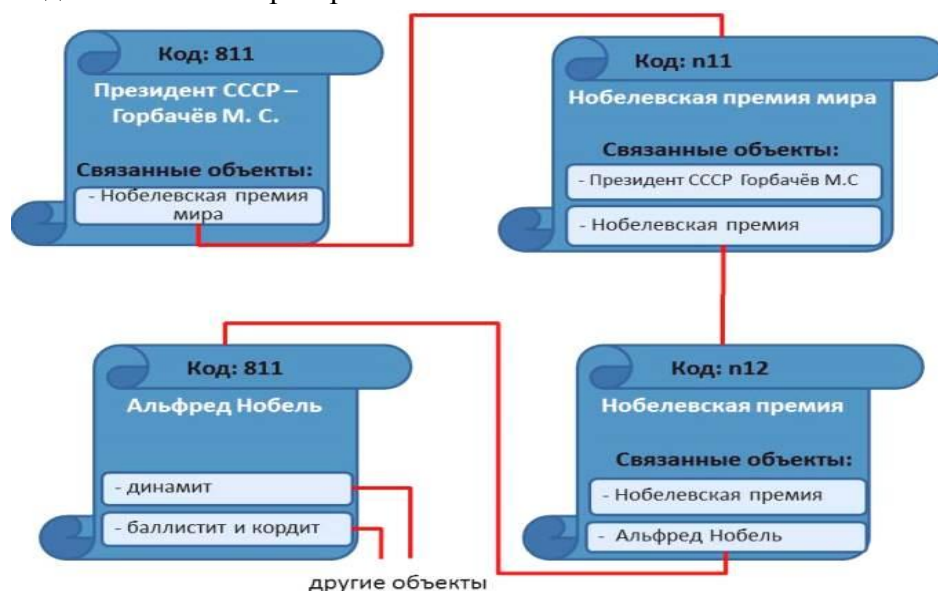 Код: 811
Президент СССР –
Горбачёв М. С.
Связанные объекты:
- Нобелевская премия
мира
Код: n11
Нобелевская премия мира
Связанные объекты:
- Президент СССР Горбачёв М.С
- Нобелевская премия
Код: 811
Альфред Нобель
- динамит
- баллистит и кордит
другие объекты
Код: n12
Нобелевская премия
Связанные объекты:
- Нобелевская премия
- Альфред Нобель